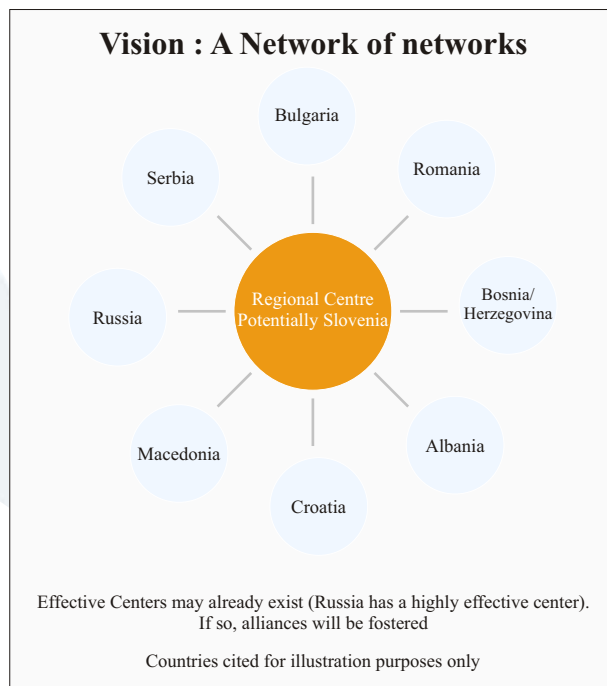 Vision : A Network of networks
Bulgaria
Romania
Serbia
Bosnia/
Herzegovina
Regional Centre
Potentially Slovenia
Russia
Albania
Macedonia
Croatia
Effective Centers may already exist (Russia has a highly effective center).
If so, alliances will be fostered
Countries cited for illustration purposes only